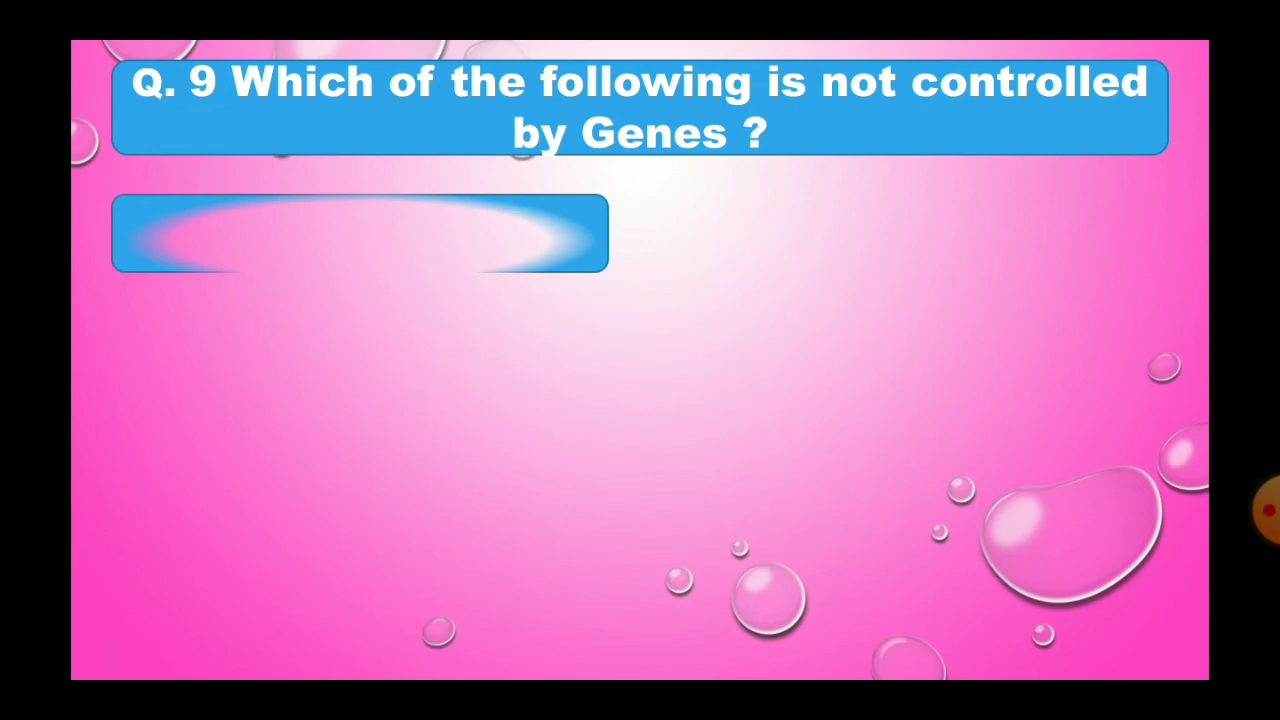 Q. 9 Which of the following is not controlled
by Genes ?